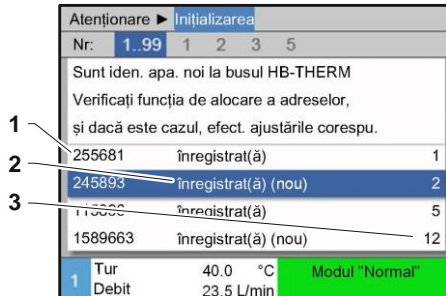 Atenționare ► Inițializarea
Nr: 1..99 1 2 3 5
Sunt iden. apa. noi la busul HB-THERM
Verificați funcția de alocare a adreselor,
și dacă este cazul, efect. ajustările corespu.
1
255681 înregistrat(ă) 1
2
245893 înregistrat(ă) (nou) 2
3
înregistrat(ă) 5
1589663 înregistrat(ă) (nou) 12
1 Tur 40.0 °C Modul "Normal"
Debit 23.5 L/min